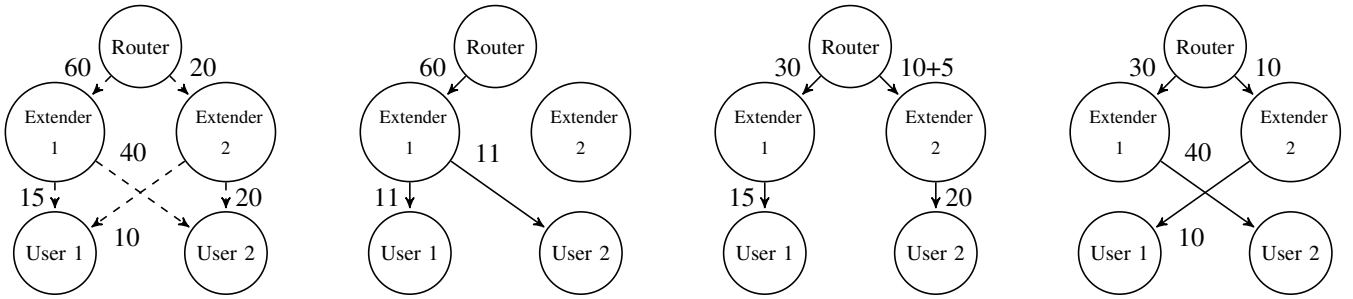 Router
60 20
Extender 1
Extender 2
40
15 20
10
User 1
User 2
Router
60
Extender 1
Extender 2
11
11
User 1
User 2
Router
30 10+5
Extender 1
Extender 2
15 20
User 1
User 2
Router
30 10
Extender 1
Extender 2
40
10
User 1
User 2